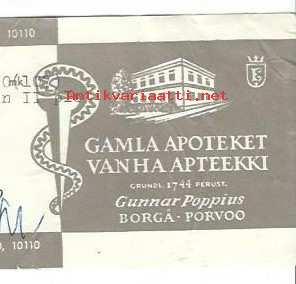 10110
Antikvariaatti.net
GAMLA APOTEKET
VANHA APTEEKKI
GRUNDL. 1744 PERUST.
Gunnar Poppius
BORGÅ - PORVOO
10110